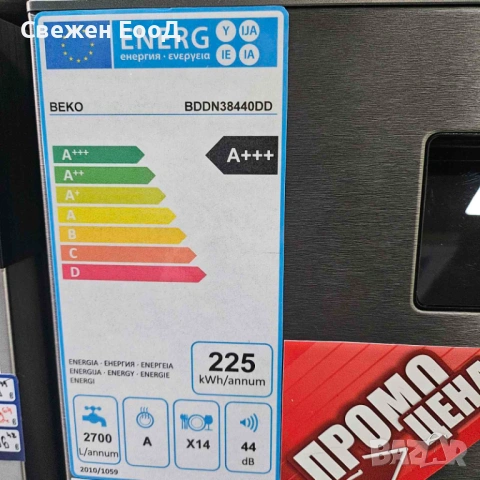 Свежен ЕооД
ENERG Y IJA
енергия · ενεργεια IE IA
BEKO BDDN38440DD
A+++ A+++
A++
A+
A
B
C
D
ENERGIA · ЕНЕРГИЯ · ΕΝΕΡΓΕΙΑ
ENERGIJA · ENERGY · ENERGIE
ENERGI
225
kWh/annum
2700
L/annum
A
X14
44
dB
2010/1059
ПРОМО
ЦЕНА